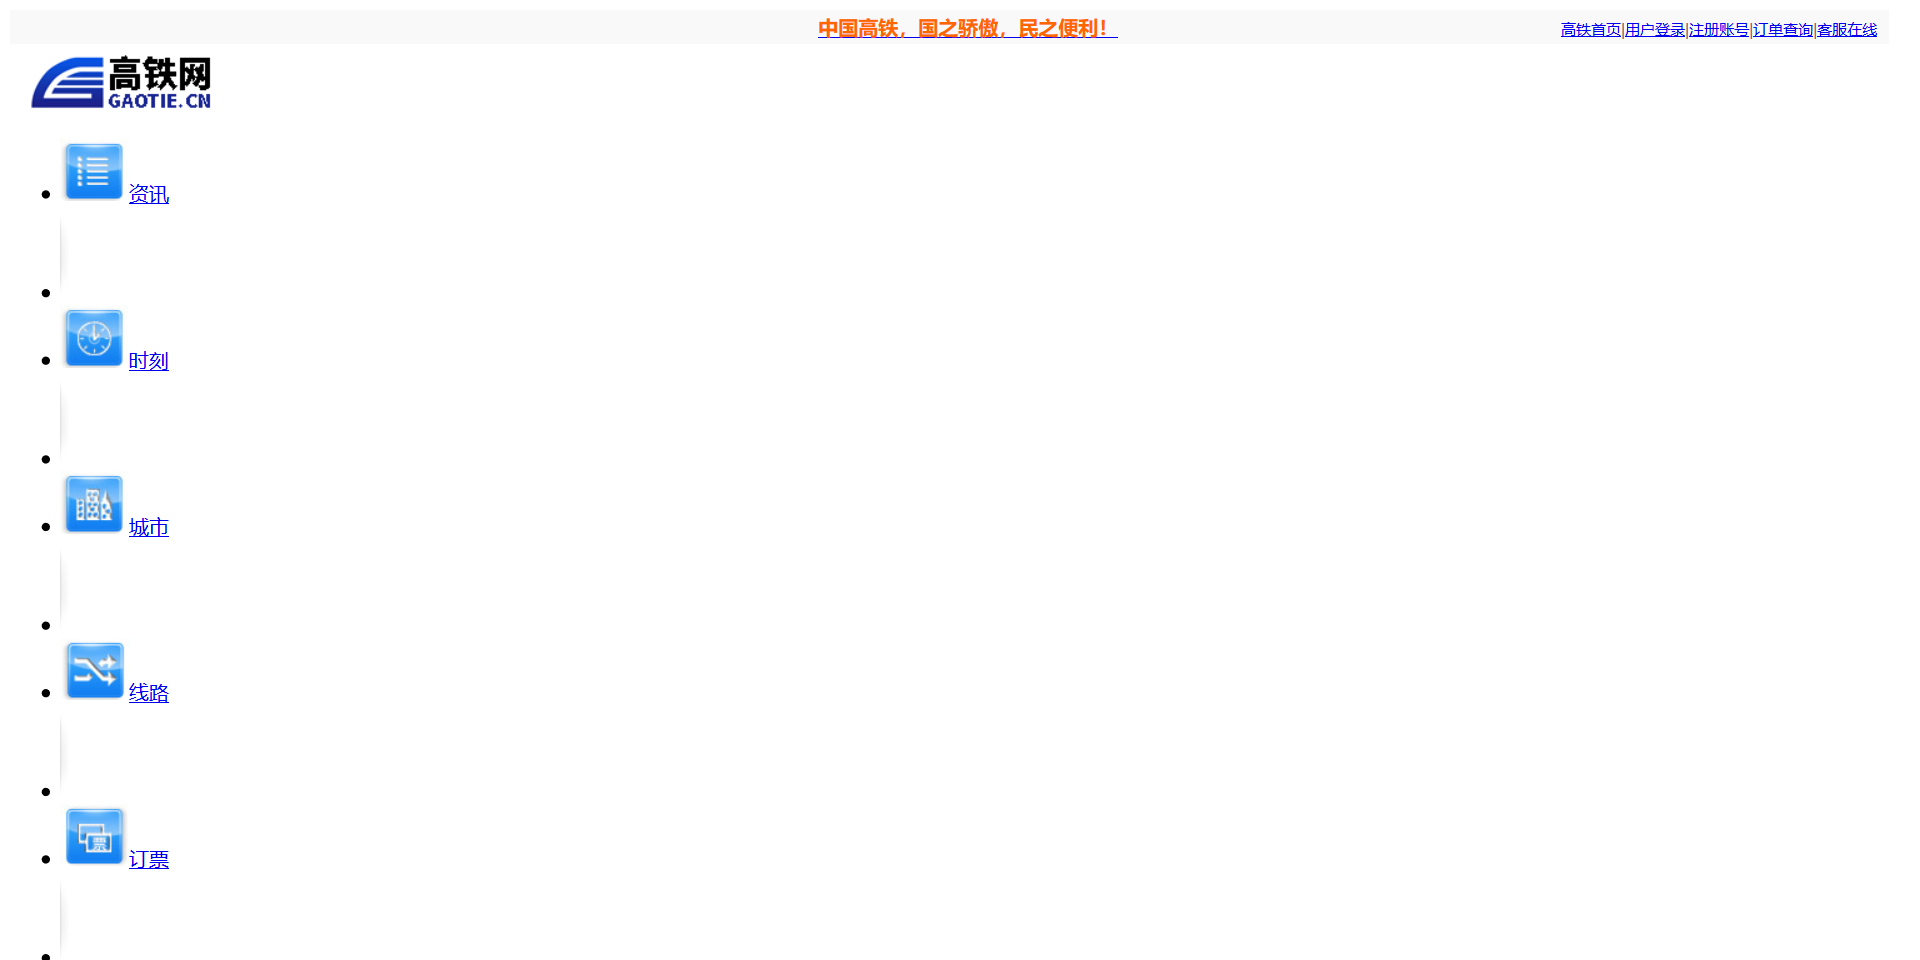 中国高铁，国之骄傲，民之便利！
高铁首页|用户登录|注册账号|订单查询|客服在线
高铁网
GAOTIE.CN
资讯
时刻
城市
线路
票
订票